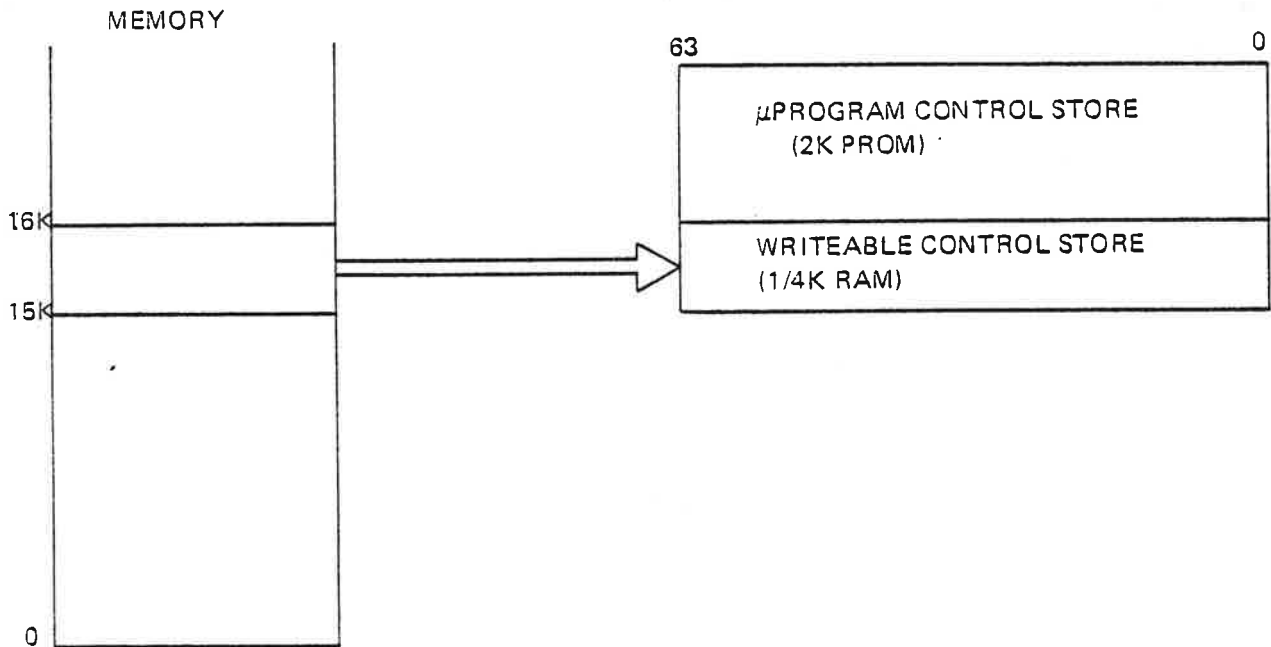 MEMORY
63 0
μPROGRAM CONTROL STORE
(2K PROM)
16K
WRITEABLE CONTROL STORE
(1/4K RAM)
15K
0